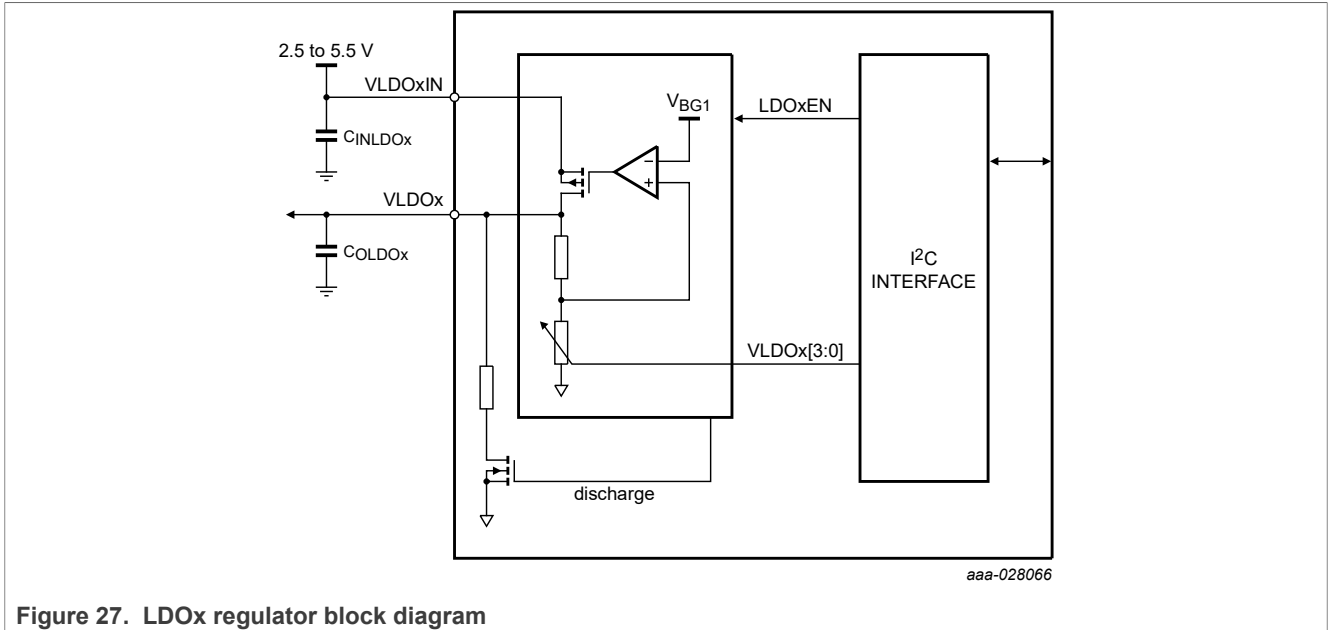 2.5 to 5.5 V
VLDOxIN
VBG1
LDOxEN
CINLDOx
−
+
VLDOx
COLDOx
I2C
INTERFACE
VLDOx[3:0]
discharge
aaa-028066
Figure 27. LDOx regulator block diagram